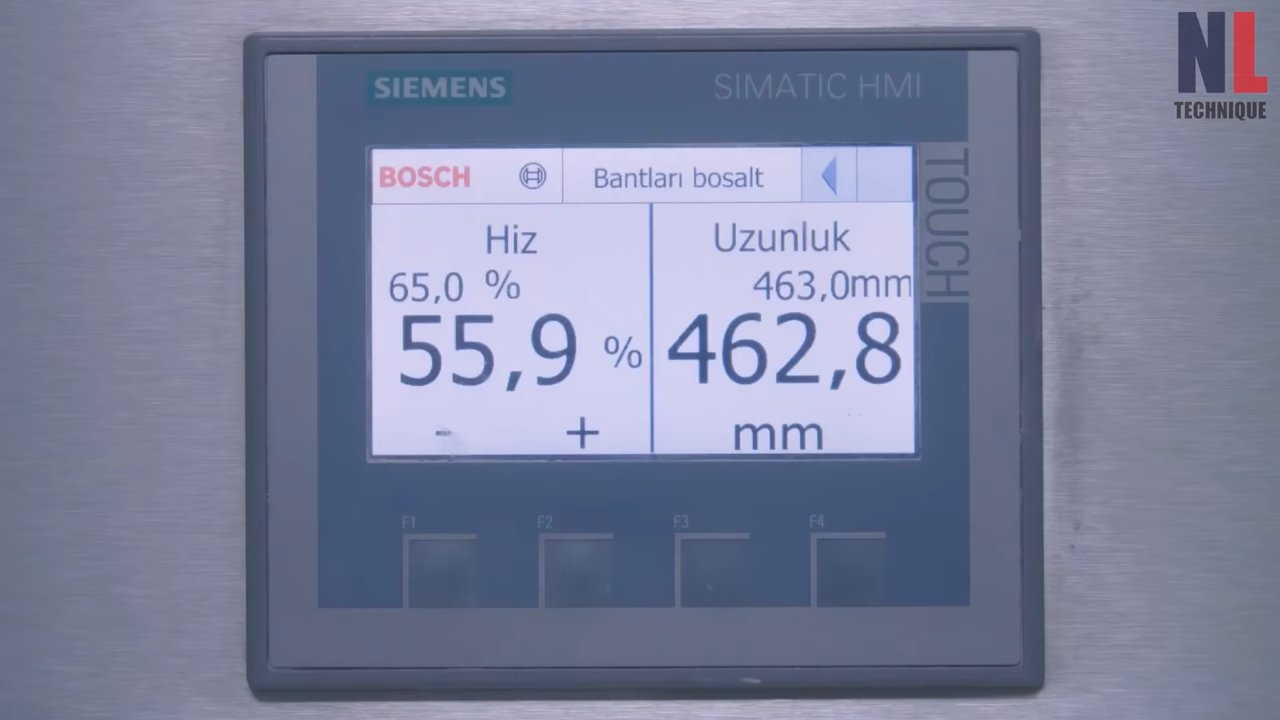 NL
TECHNIQUE
SIEMENS
SIMATIC HMI
TOUCH
BOSCH
Bantları bosalt
Hiz
65,0 %
55,9 %
- +
Uzunluk
463,0mm
462,8
mm
F1
F2
F3
F4